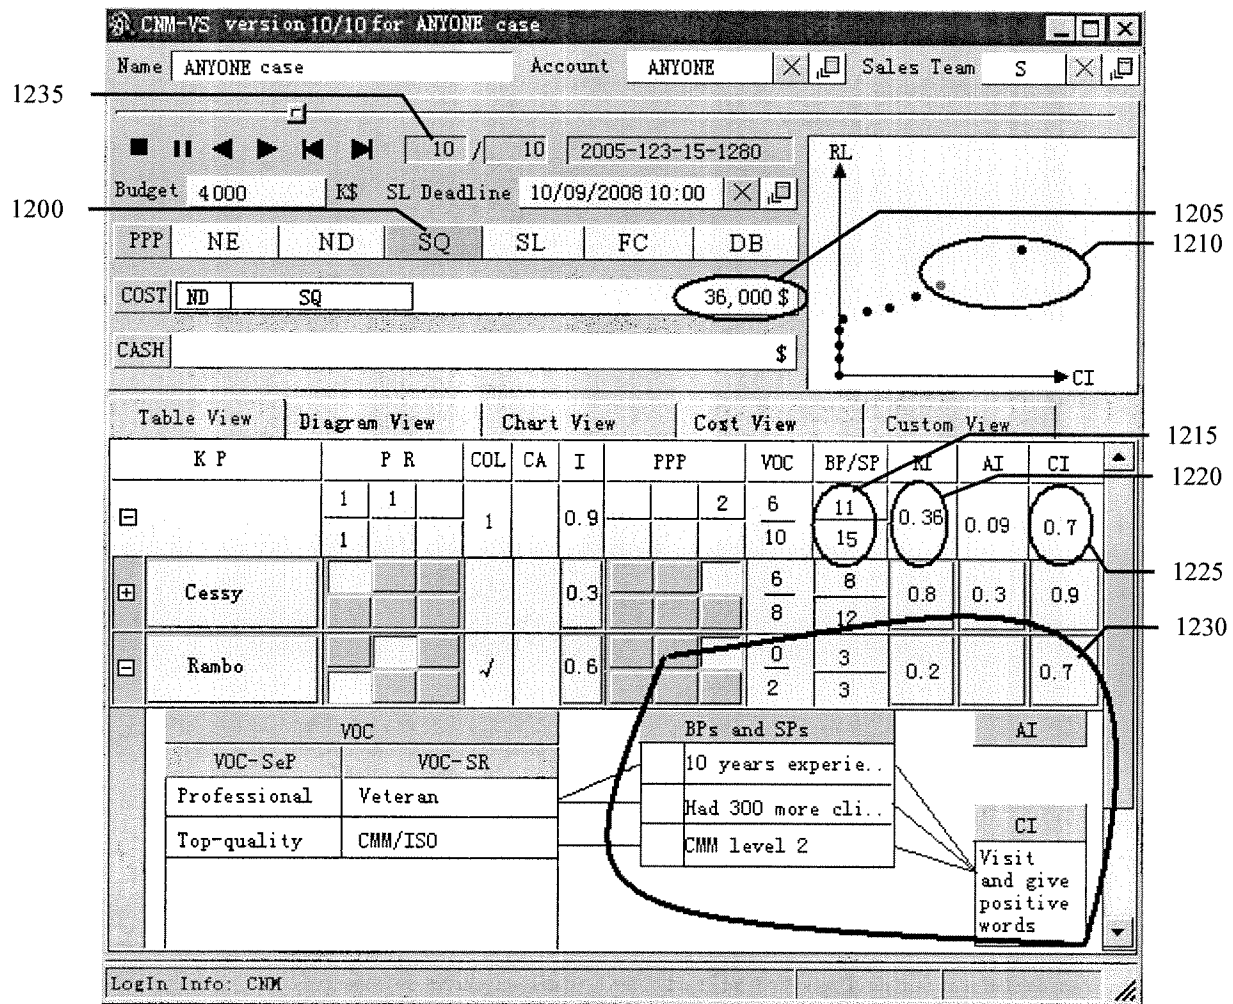 CNM-VS version 10/10 for ANYONE case
Name ANYONE case Account ANYONE Sales Team S
1235
10 / 10 2005-123-15-1280
RL
Budget 4000 K$ SL Deadline 10/09/2008 10:00
1200
1205
PPP NE ND SQ SL FC DB
1210
COST ND SQ 36,000 $
CASH $
CI
Table View Diagram View Chart View Cost View Custom View
1215
K P P R COL CA I PPP VOC BP/SP RI AI CI
1220
1 1 2 6 11
1 0.9 0.36 0.09 0.7
1 10 15
1225
6 8
Cessy 0.3 0.8 0.3 0.9
8 12
1230
0 3
Rambo √ 0.6 0.2 0.7
2 3
VOC BPs and SPs AI
VOC-SeP VOC-SR 10 years experie..
Professional Veteran Had 300 more cli..
Top-quality CMM/ISO CMM level 2
CI
Visit
and give
positive
words
LogIn Info: CNM